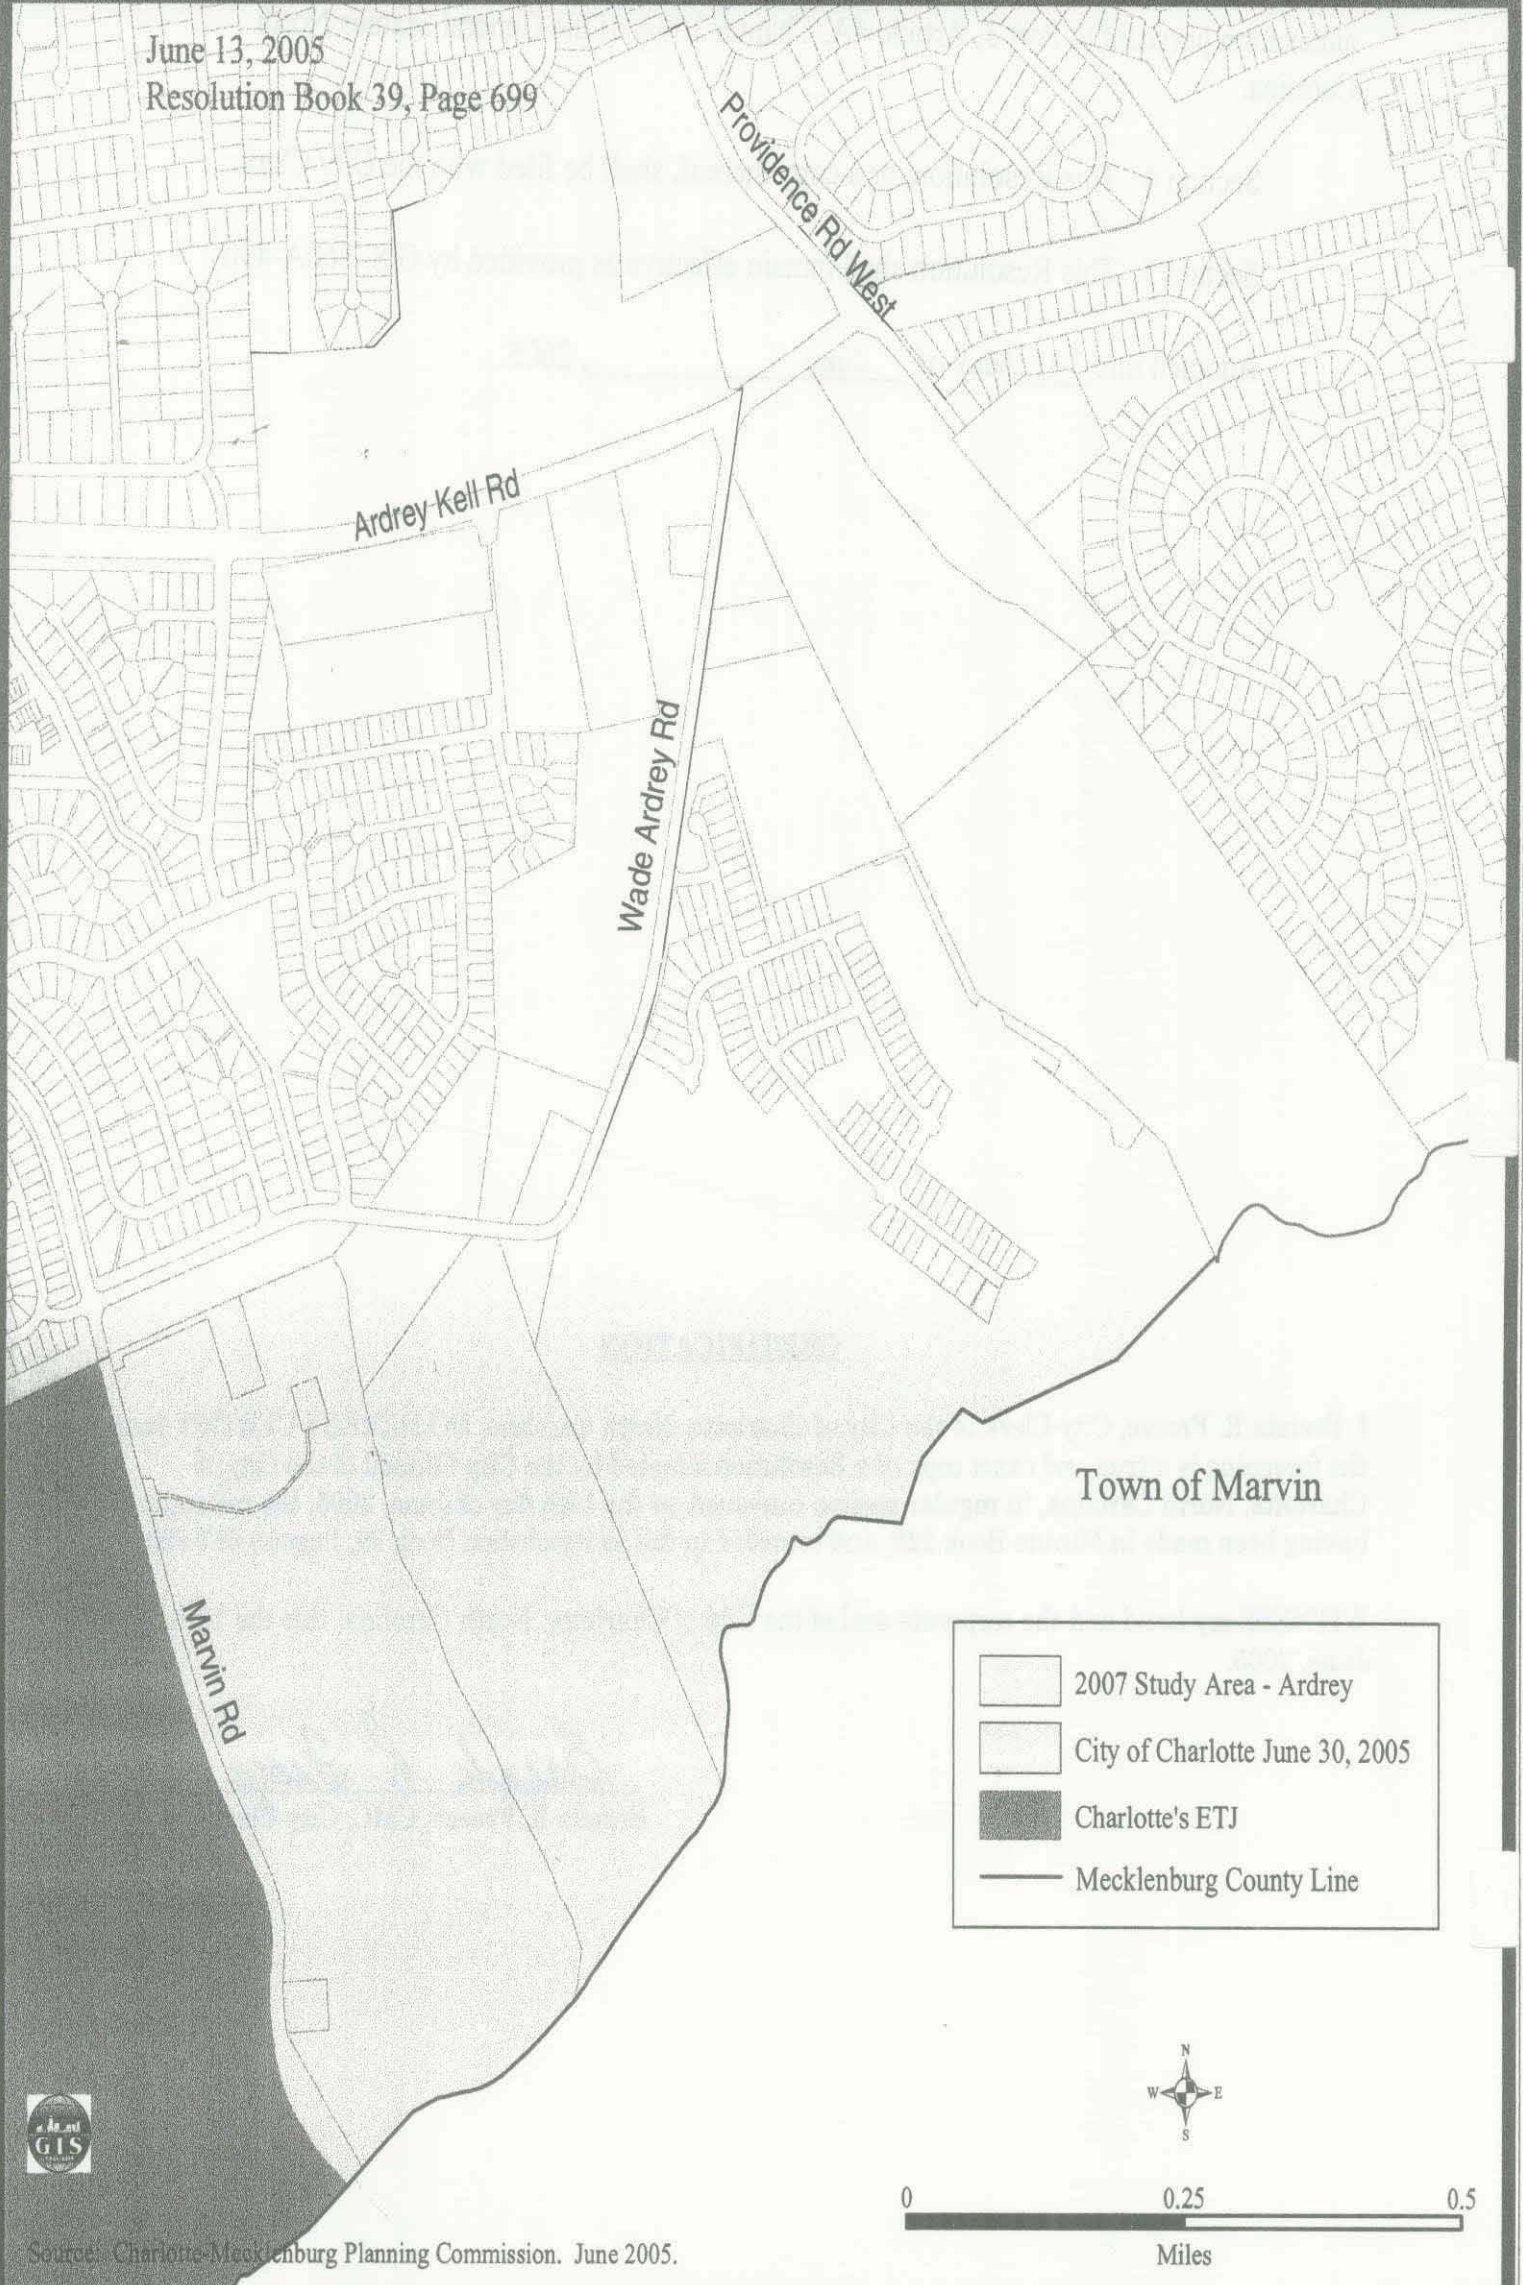 June 13, 2005
Resolution Book 39, Page 699
Providence Rd West
Ardrey Kell Rd
Wade Ardrey Rd
Town of Marvin
Marvin Rd
2007 Study Area - Ardrey
City of Charlotte June 30, 2005
Charlotte's ETJ
Mecklenburg County Line
N
W E
S
GIS
0 0.25 0.5
Miles
Source: Charlotte-Mecklenburg Planning Commission. June 2005.